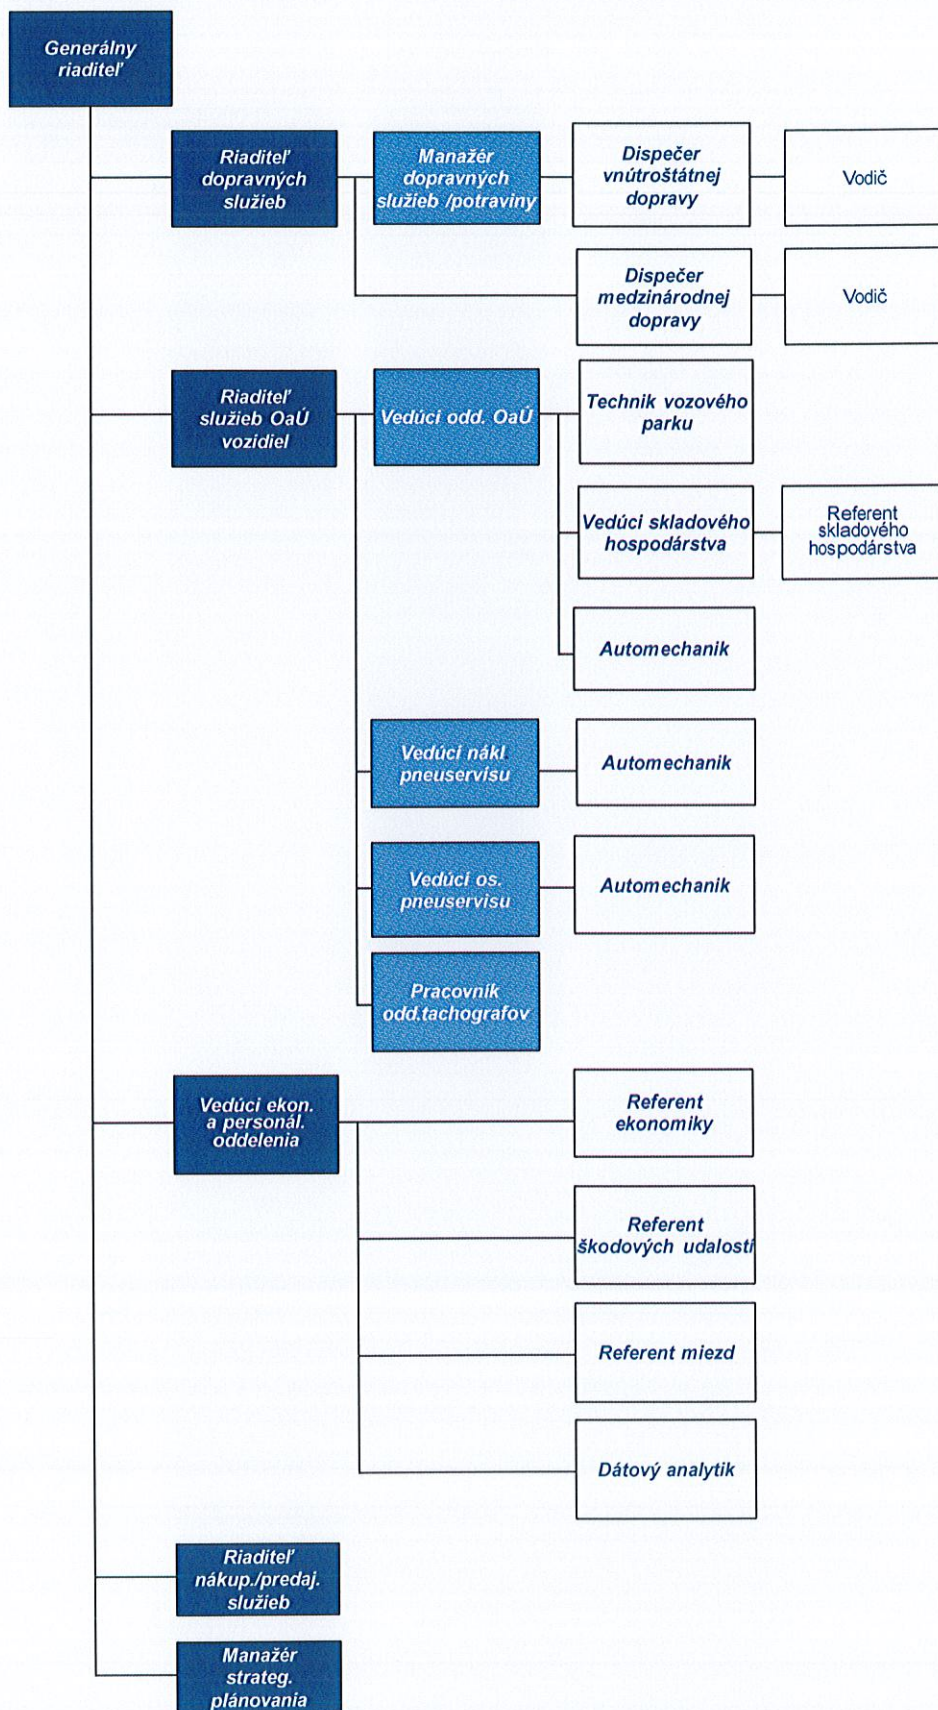 Generálny
riaditeľ
Riaditeľ
dopravných
služieb
Manažér
dopravných
služieb /potraviny
Dispečer
vnútroštátnej
dopravy
Vodič
Dispečer
medzinárodnej
dopravy
Vodič
Riaditeľ
služieb OaÚ
vozidiel
Vedúci odd. OaÚ
Technik vozového
parku
Vedúci skladového
hospodárstva
Referent
skladového
hospodárstva
Automechanik
Vedúci nákl.
pneuservisu
Automechanik
Vedúci os.
pneuservisu
Automechanik
Pracovník
odd.tachografov
Vedúci ekon.
a personál.
oddelenia
Referent
ekonomiky
Referent
škodových udalostí
Referent miezd
Dátový analytik
Riaditeľ
nákup./predaj.
služieb
Manažér
strateg.
plánovania